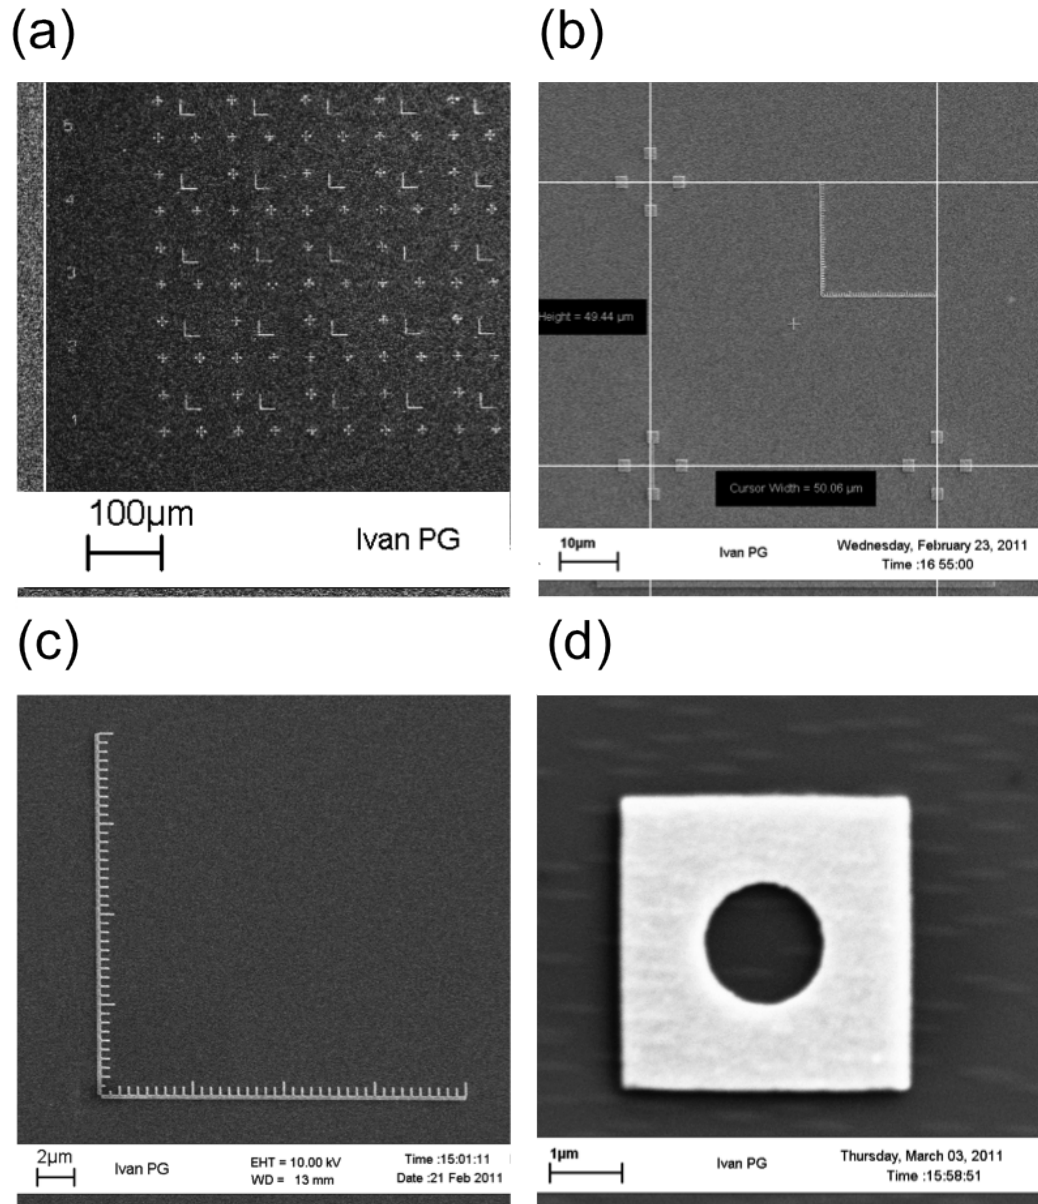 (a)
(b)
5
4
3
2
1
100µm
Ivan PG
Height = 49.44 µm
Cursor Width = 50.06 µm
10µm
Ivan PG
Wednesday, February 23, 2011
Time :16 55:00
(c)
(d)
2µm
Ivan PG
EHT = 10.00 kV
WD = 13 mm
Time :15:01:11
Date :21 Feb 2011
1µm
Ivan PG
Thursday, March 03, 2011
Time :15:58:51